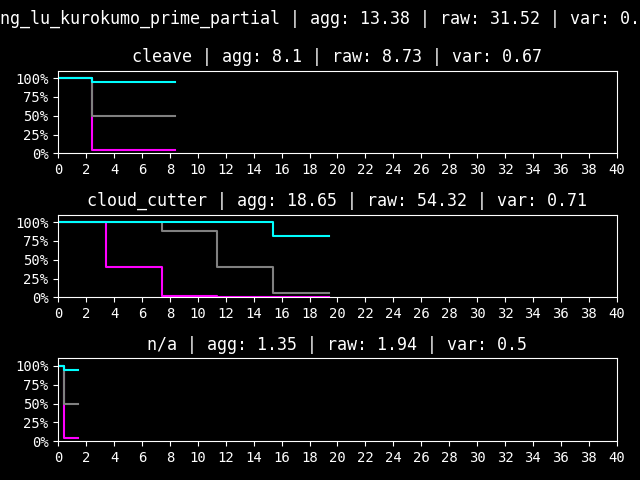 ng_lu_kurokumo_prime_partial | agg: 13.38 | raw: 31.52 | var: 0.
cleave | agg: 8.1 | raw: 8.73 | var: 0.67
100%
75%
50%
25%
0%
0 2 4 6 8 10 12 14 16 18 20 22 24 26 28 30 32 34 36 38 40
cloud_cutter | agg: 18.65 | raw: 54.32 | var: 0.71
100%
75%
50%
25%
0%
0 2 4 6 8 10 12 14 16 18 20 22 24 26 28 30 32 34 36 38 40
n/a | agg: 1.35 | raw: 1.94 | var: 0.5
100%
75%
50%
25%
0%
0 2 4 6 8 10 12 14 16 18 20 22 24 26 28 30 32 34 36 38 40